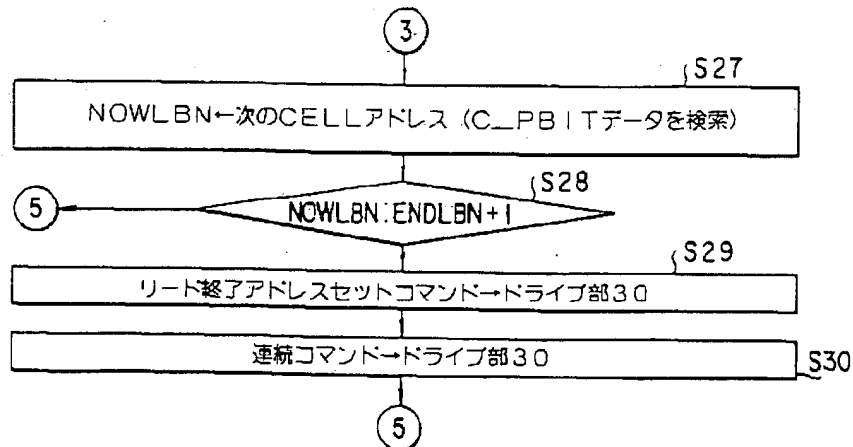 3
S27
NOWLBN←次のCELLアドレス(C_PBITデータを検索)
S28
5
NOWLBN:ENDLBN+1
S29
リード終了アドレスセットコマンド→ドライブ部30
連続コマンド→ドライブ部30
S30
5